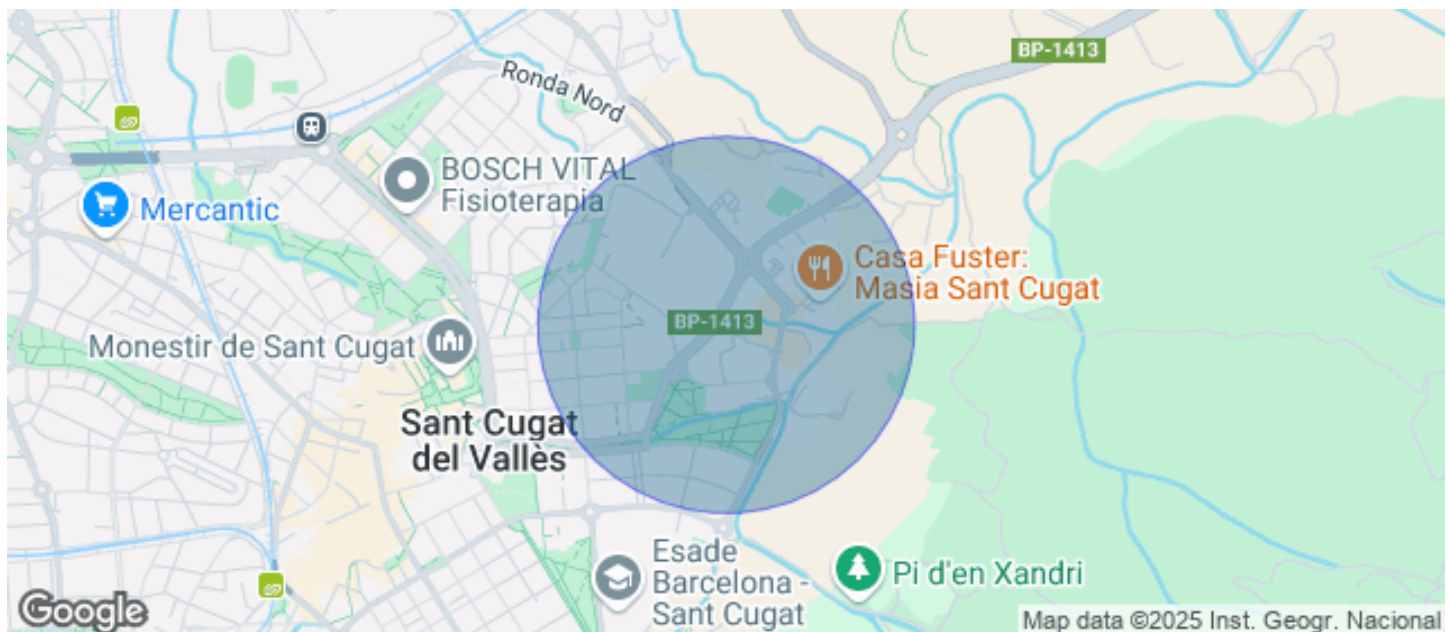 BP-1413
Ronda Nord
BOSCH VITAL
Fisioterapia
Mercantic
Casa Fuster:
Masia Sant Cugat
BP-1413
Monestir de Sant Cugat
Sant Cugat
del Vallès
Esade
Barcelona -
Sant Cugat
Pi d'en Xandri
Google
Map data ©2025 Inst. Geogr. Nacional